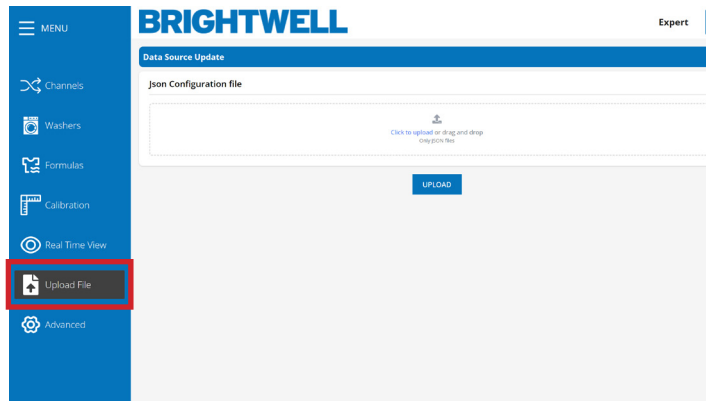 MENU
BRIGHTWELL
Expert
Data Source Update
Json Configuration file
Channels
Washers
Formulas
Calibration
Real Time View
Upload File
Advanced
Click to upload or drag and drop
Only JSON files
UPLOAD